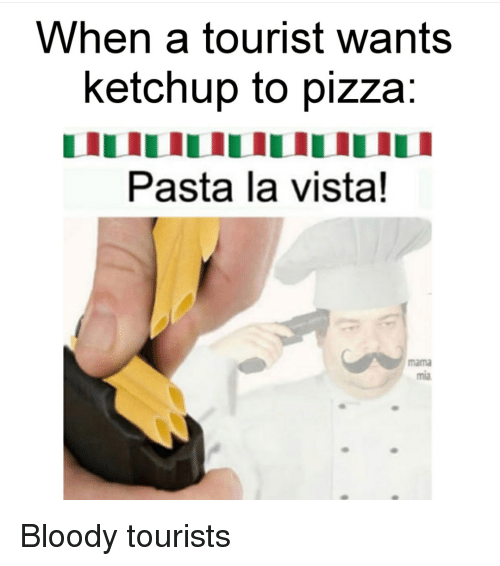 When a tourist wants
ketchup to pizza:
Pasta la vista!
mama
mia
Bloody tourists